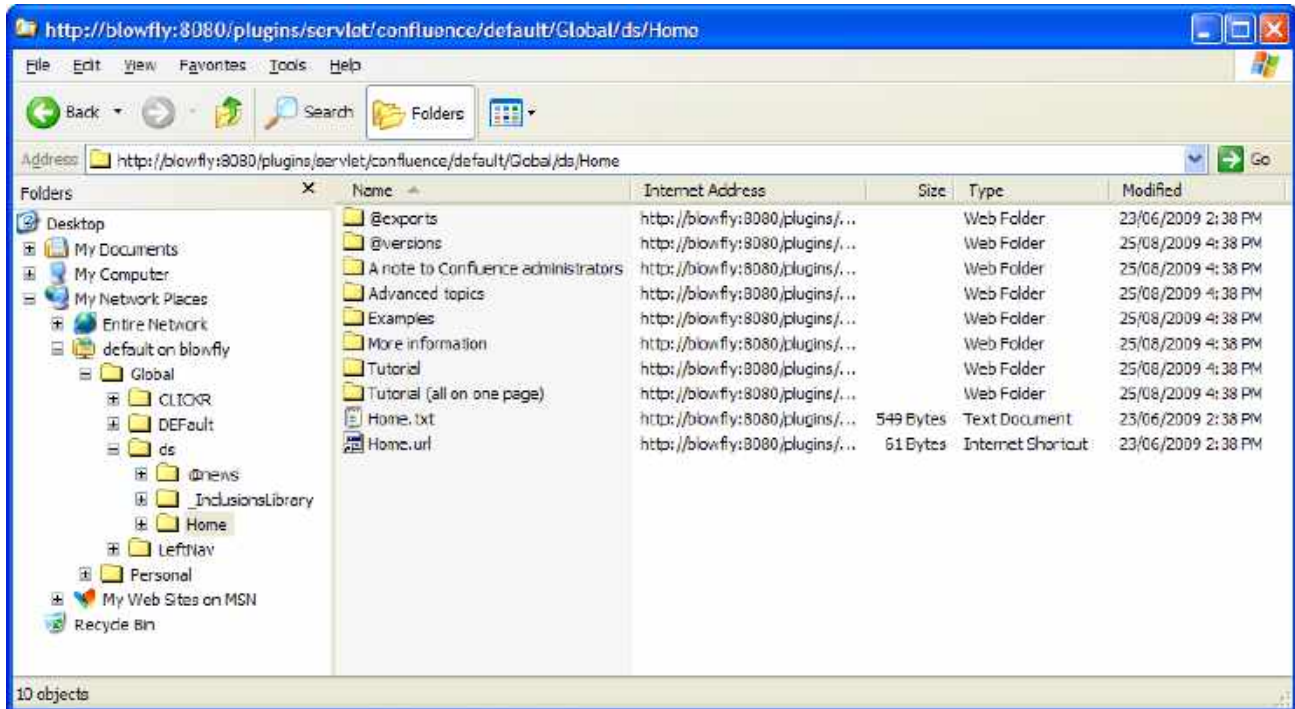 http://blowfly:8080/plugins/servlet/confluence/default/Global/ds/Home
File Edit View Favorites Tools Help
Back Search Folders
Address http://blowfly:8080/plugins/servlet/confluence/default/Global/ds/Home Go
Folders
Desktop
My Documents
My Computer
My Network Places
Entire Network
default on blowfly
Global
CLICKR
DEFault
ds
@news
_InclusionsLibrary
Home
LeftNav
Personal
My Web Sites on MSN
Recycle Bin
Name Internet Address Size Type Modified
@exports http://blowfly:8080/plugins/... Web Folder 23/06/2009 2:38 PM
@versions http://blowfly:8080/plugins/... Web Folder 25/08/2009 4:38 PM
A note to Confluence administrators http://blowfly:8080/plugins/... Web Folder 25/08/2009 4:38 PM
Advanced topics http://blowfly:8080/plugins/... Web Folder 25/08/2009 4:38 PM
Examples http://blowfly:8080/plugins/... Web Folder 25/08/2009 4:38 PM
More information http://blowfly:8080/plugins/... Web Folder 25/08/2009 4:38 PM
Tutorial http://blowfly:8080/plugins/... Web Folder 25/08/2009 4:38 PM
Tutorial (all on one page) http://blowfly:8080/plugins/... Web Folder 25/08/2009 4:38 PM
Home.txt http://blowfly:8080/plugins/... 549 Bytes Text Document 23/06/2009 2:38 PM
Home.url http://blowfly:8080/plugins/... 61 Bytes Internet Shortcut 23/06/2009 2:38 PM
10 objects